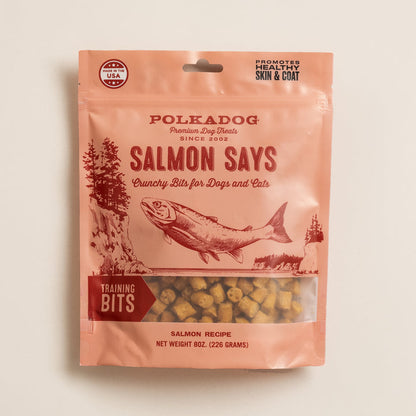 MADE IN THE
USA
PROMOTES
HEALTHY
SKIN & COAT
POLKADOG
Premium Dog Treats
SINCE 2002
SALMON SAYS
Crunchy Bits for Dogs and Cats
TRAINING
BITS
SALMON RECIPE
NET WEIGHT 8OZ. (226 GRAMS)